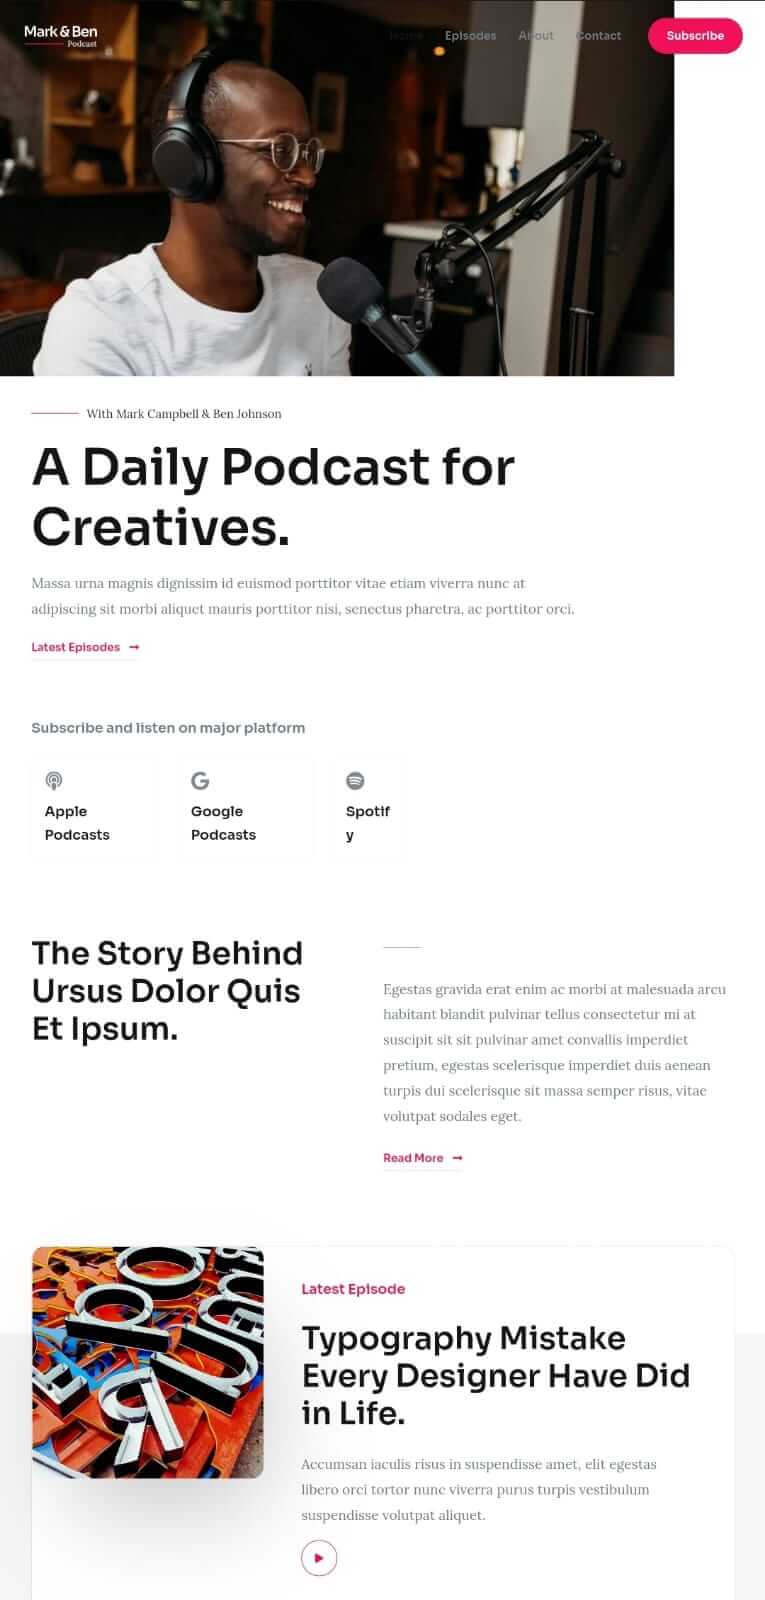 Mark & Ben
Podcast
Home Episodes About Contact Subscribe
With Mark Campbell & Ben Johnson
A Daily Podcast for
Creatives.
Massa urna magnis dignissim id euismod porttitor vitae etiam viverra nunc at
adipiscing sit morbi aliquet mauris porttitor nisi, senectus pharetra, ac porttitor orci.
Latest Episodes
Subscribe and listen on major platform
Apple
Podcasts
Google
Podcasts
Spotif
y
The Story Behind
Ursus Dolor Quis
Et Ipsum.
Egestas gravida erat enim ac morbi at malesuada arcu
habitant blandit pulvinar tellus consectetur mi at
suscipit sit sit pulvinar amet convallis imperdiet
pretium, egestas scelerisque imperdiet duis aenean
turpis dui scelerisque sit massa semper risus, vitae
volutpat sodales eget.
Read More
Latest Episode
Typography Mistake
Every Designer Have Did
in Life.
Accumsan iaculis risus in suspendisse amet, elit egestas
libero orci tortor nunc viverra purus turpis vestibulum
suspendisse volutpat aliquet.